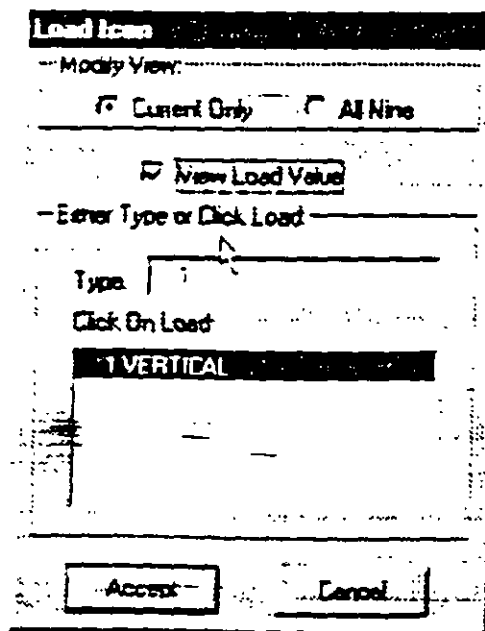 Load Icon
Modify View:
Current Only All Nine
View Load Value
Either Type or Click Load
Type 1
Click On Load
1 VERTICAL
Accept Cancel